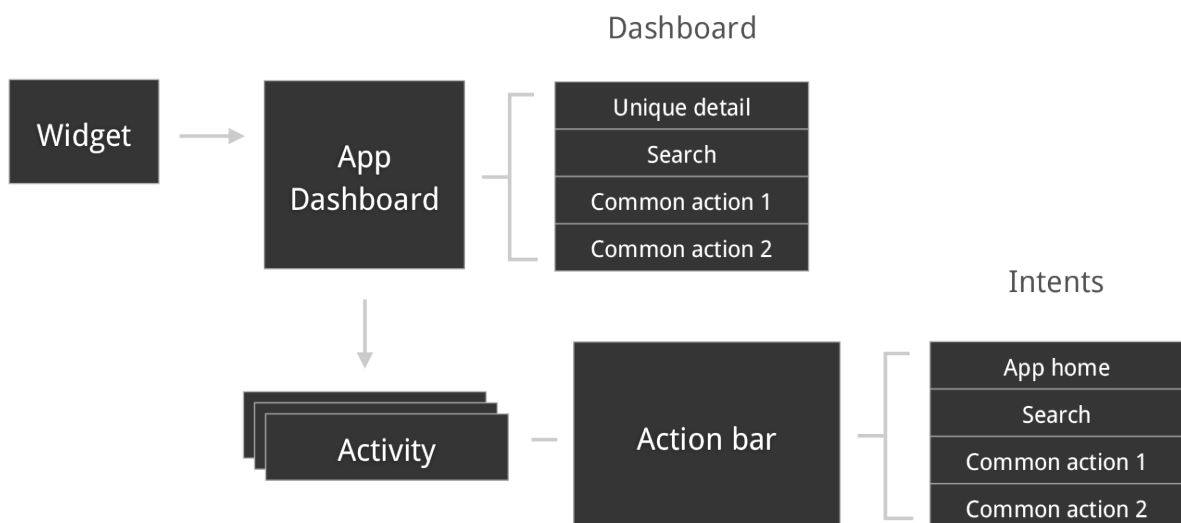 Dashboard
Widget
App
Dashboard
Unique detail
Search
Common action 1
Common action 2
Intents
Activity
Action bar
App home
Search
Common action 1
Common action 2